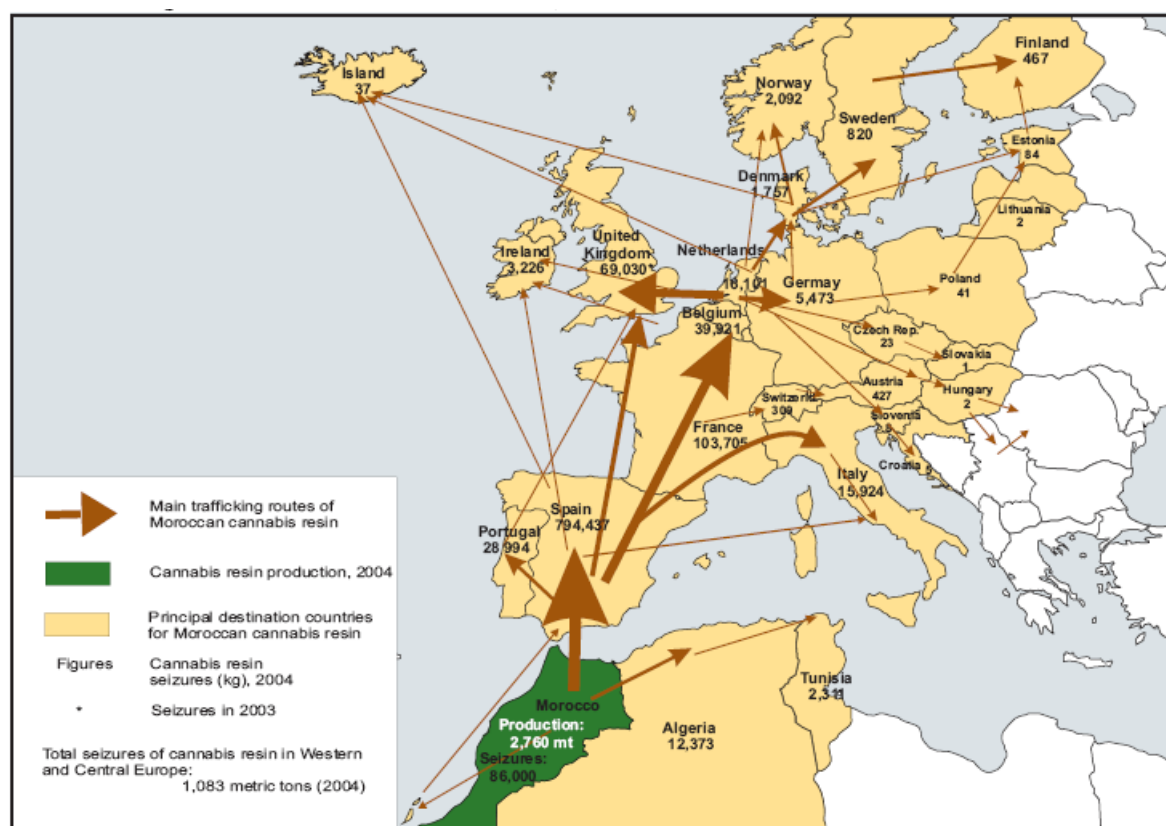 Island
37
Finland
467
Norway
2,092
Sweden
820
Estonia
84
Denmark
1,757
Lithuania
2
United
Kingdom
69,030*
Ireland
3,226
Netherlands
18,101
Germay
5,473
Poland
41
Belgium
39,921
Czech Rep.
23
Slovakia
1
Austria
427
Hungary
2
Switzerld.
309
Slovenia
France
103,705
Croatia
Italy
15,924
Spain
794,437
Portugal
28,994
Tunisia
2,311
Morocco
Production:
2,760 mt
Seizures:
86,000
Algeria
12,373
Main trafficking routes of
Moroccan cannabis resin
Cannabis resin production, 2004
Principal destination countries
for Moroccan cannabis resin
Figures Cannabis resin
seizures (kg), 2004
* Seizures in 2003
Total seizures of cannabis resin in Western
and Central Europe:
1,083 metric tons (2004)